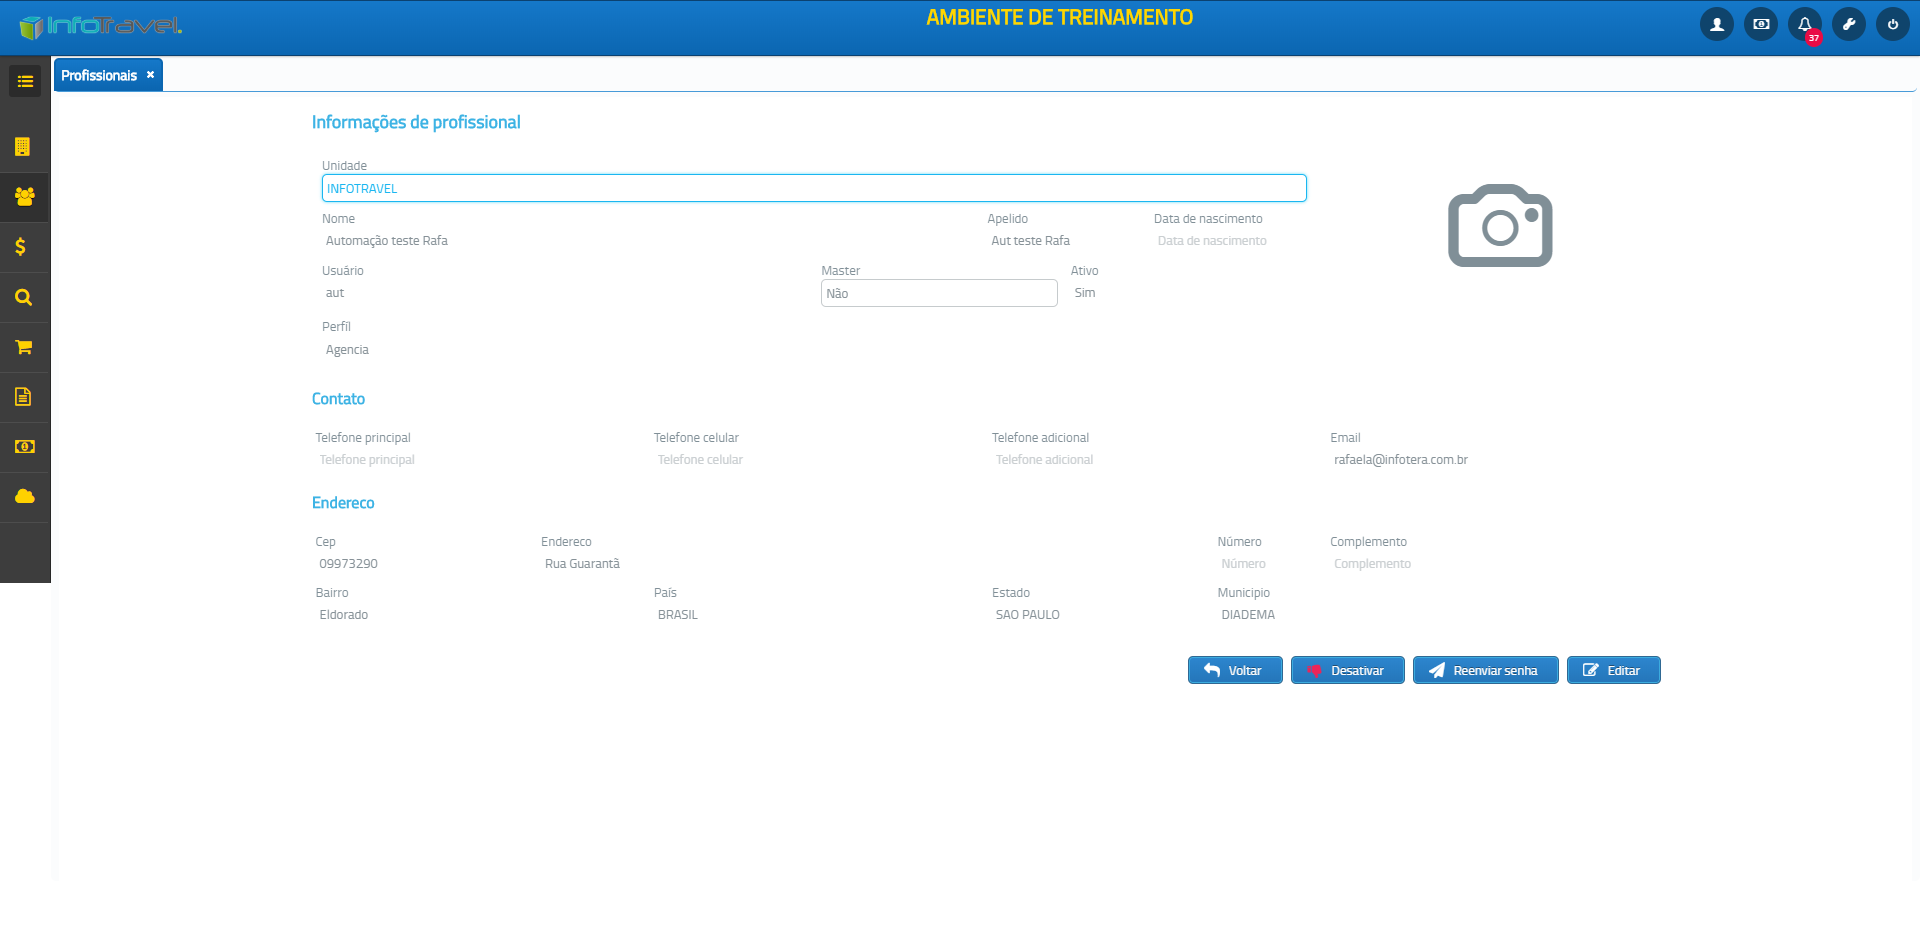 InfoTravel.
AMBIENTE DE TREINAMENTO
37
Profissionais
Informações de profissional
Unidade
INFOTRAVEL
Nome Apelido Data de nascimento
Automação teste Rafa Aut teste Rafa Data de nascimento
Usuário Master Ativo
aut Não Sim
Perfíl
Agencia
Contato
Telefone principal Telefone celular Telefone adicional Email
Telefone principal Telefone celular Telefone adicional rafaela@infotera.com.br
Endereco
Cep Endereco Número Complemento
09973290 Rua Guarantã Número Complemento
Bairro País Estado Municipio
Eldorado BRASIL SAO PAULO DIADEMA
Voltar Desativar Reenviar senha Editar